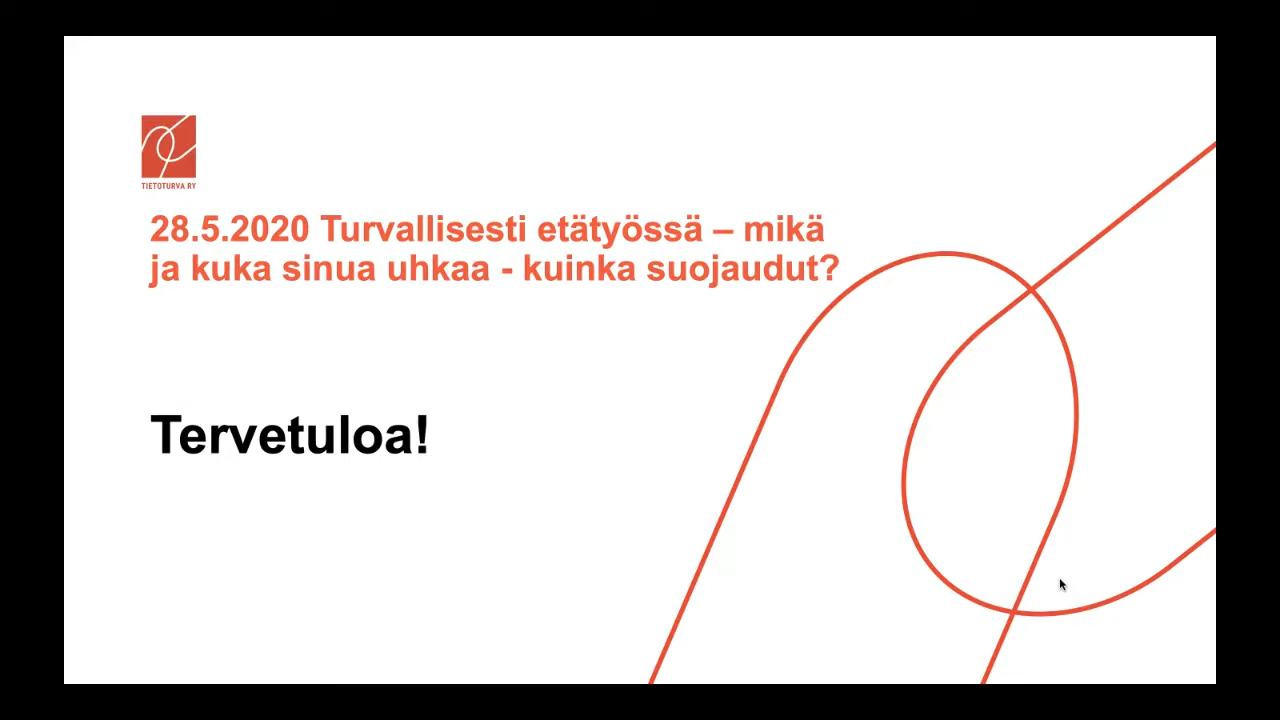 TIETOTURVA RY
28.5.2020 Turvallisesti etätyössä – mikä
ja kuka sinua uhkaa - kuinka suojaudut?
Tervetuloa!